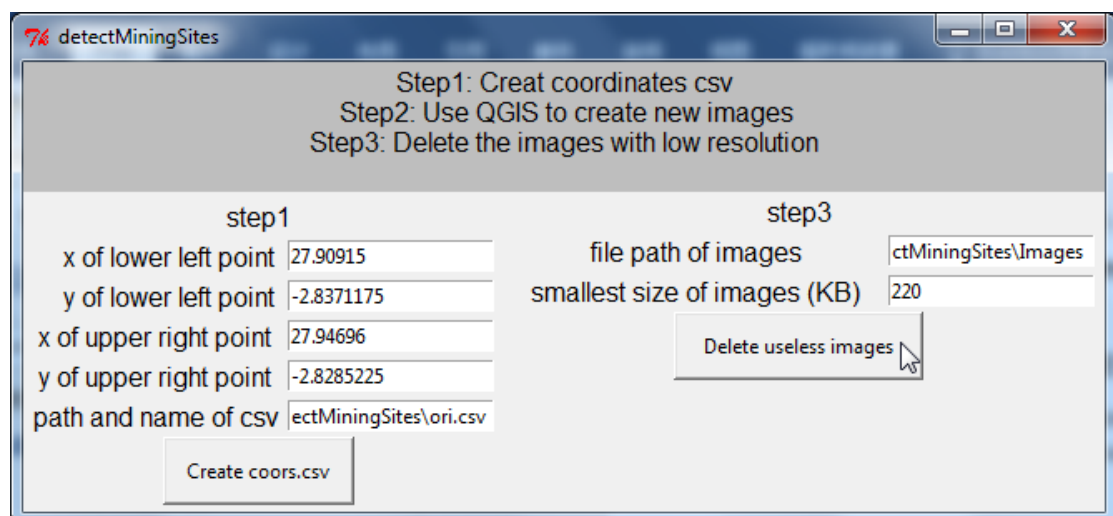 detectMiningSites
Step1: Creat coordinates csv
Step2: Use QGIS to create new images
Step3: Delete the images with low resolution
step1
x of lower left point 27.90915
y of lower left point -2.8371175
x of upper right point 27.94696
y of upper right point -2.8285225
path and name of csv ectMiningSites\ori.csv
Create coors.csv
step3
file path of images ctMiningSites\Images
smallest size of images (KB) 220
Delete useless images